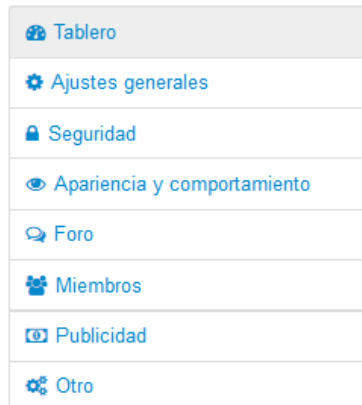 Tablero
Ajustes generales
Seguridad
Apariencia y comportamiento
Foro
Miembros
Publicidad
Otro